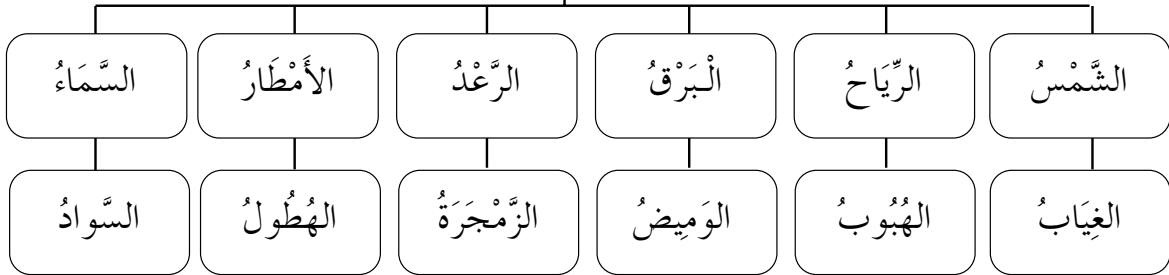 الشَّمْسُ الرِّيَاحُ الْبَرْقُ الرَّعْدُ الأَمْطَارُ السَّمَاءُ
الغِيَابُ الهُبُوبُ الوَمِيضُ الزَّمْجَرَةُ الهُطُولُ السَّوادُ